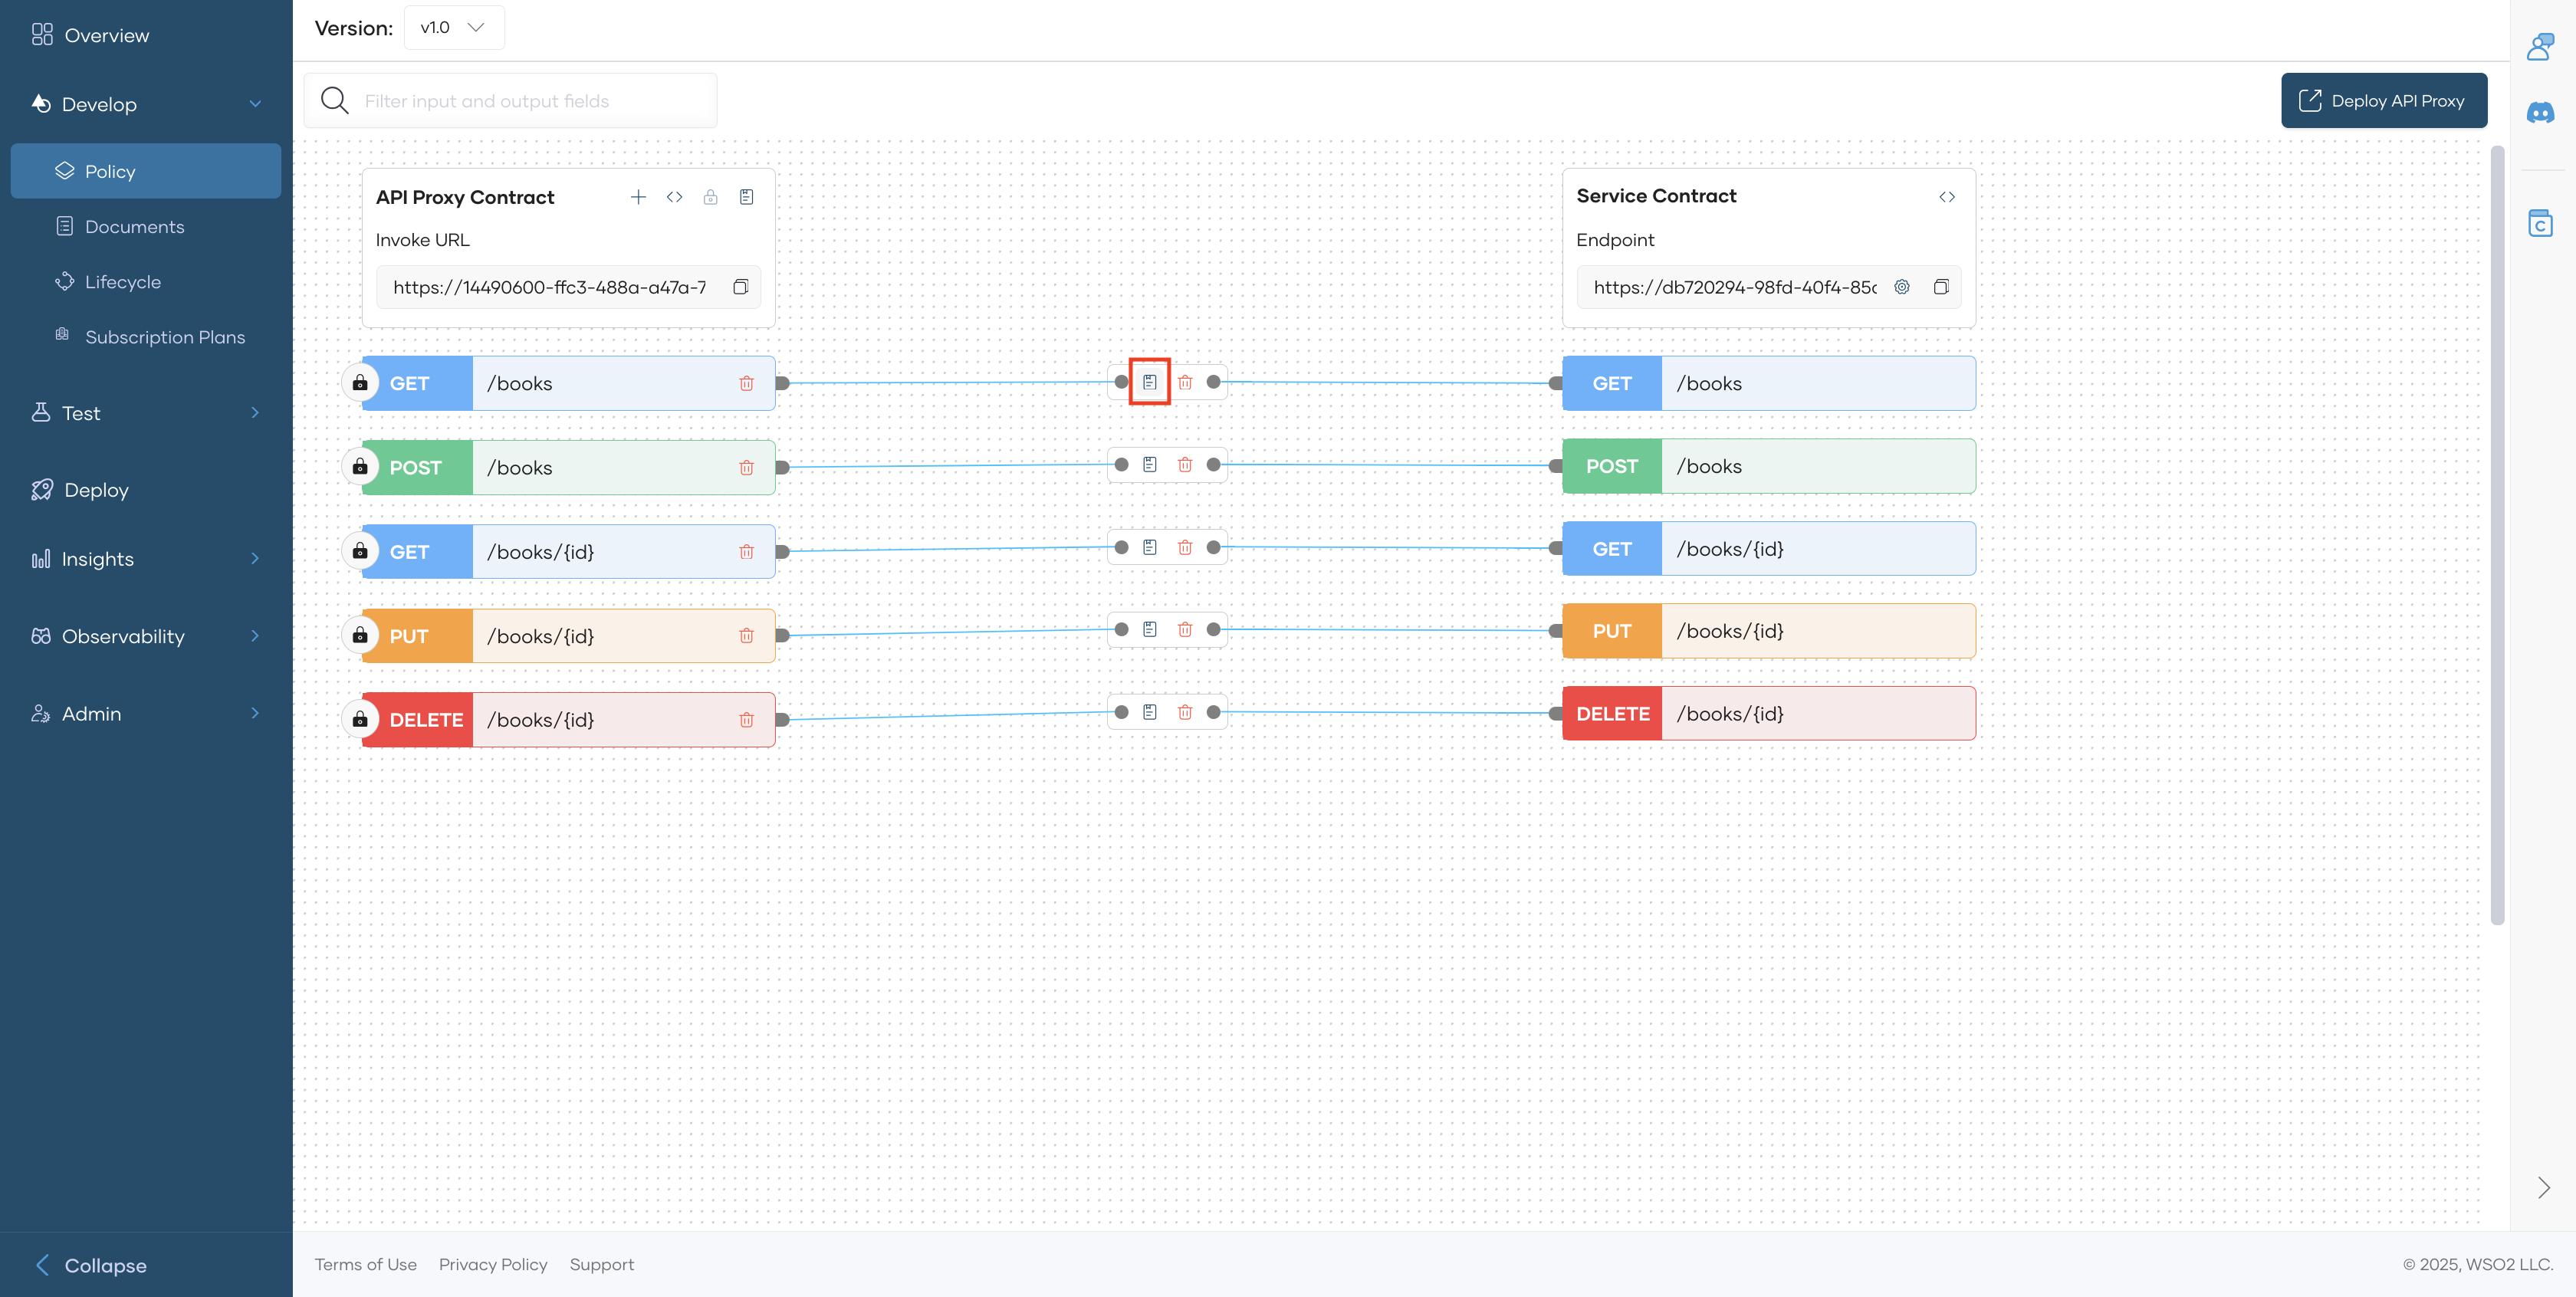 Overview
Develop
Policy
Documents
Lifecycle
Subscription Plans
Test
Deploy
Insights
Observability
Admin
Collapse
Version: v1.0
Filter input and output fields
Deploy API Proxy
API Proxy Contract
Invoke URL
https://14490600-ffc3-488a-a47a-7
GET /books
POST /books
GET /books/{id}
PUT /books/{id}
DELETE /books/{id}
Service Contract
Endpoint
https://db720294-98fd-40f4-85c
GET /books
POST /books
GET /books/{id}
PUT /books/{id}
DELETE /books/{id}
C
Terms of Use Privacy Policy Support
© 2025, WSO2 LLC.